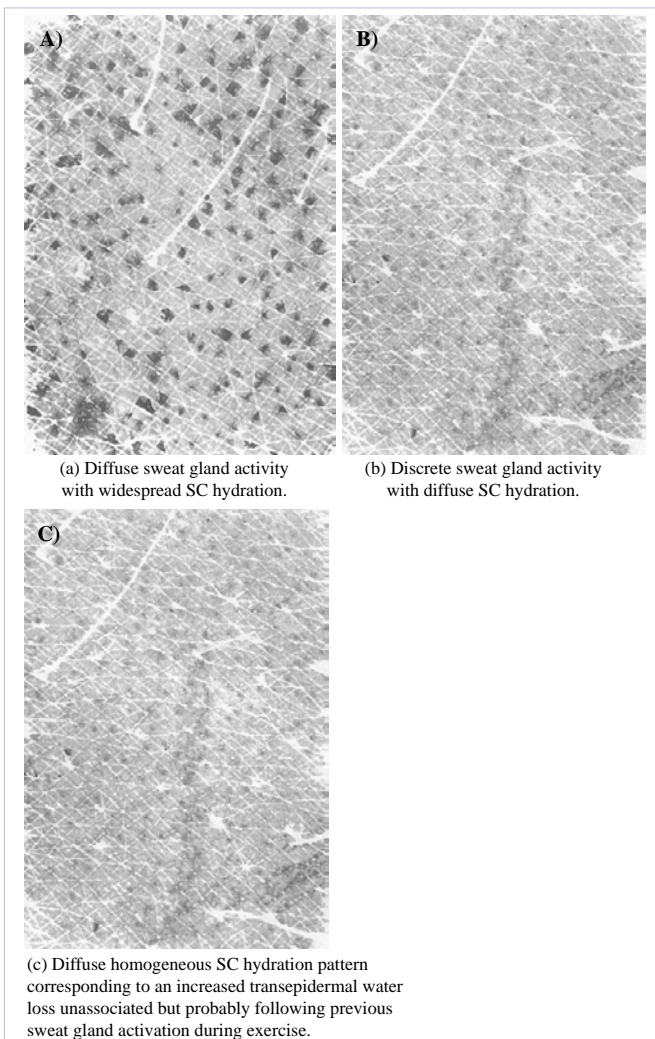 A)
B)
(a) Diffuse sweat gland activity
with widespread SC hydration.
(b) Discrete sweat gland activity
with diffuse SC hydration.
C)
(c) Diffuse homogeneous SC hydration pattern
corresponding to an increased transepidermal water
loss unassociated but probably following previous
sweat gland activation during exercise.